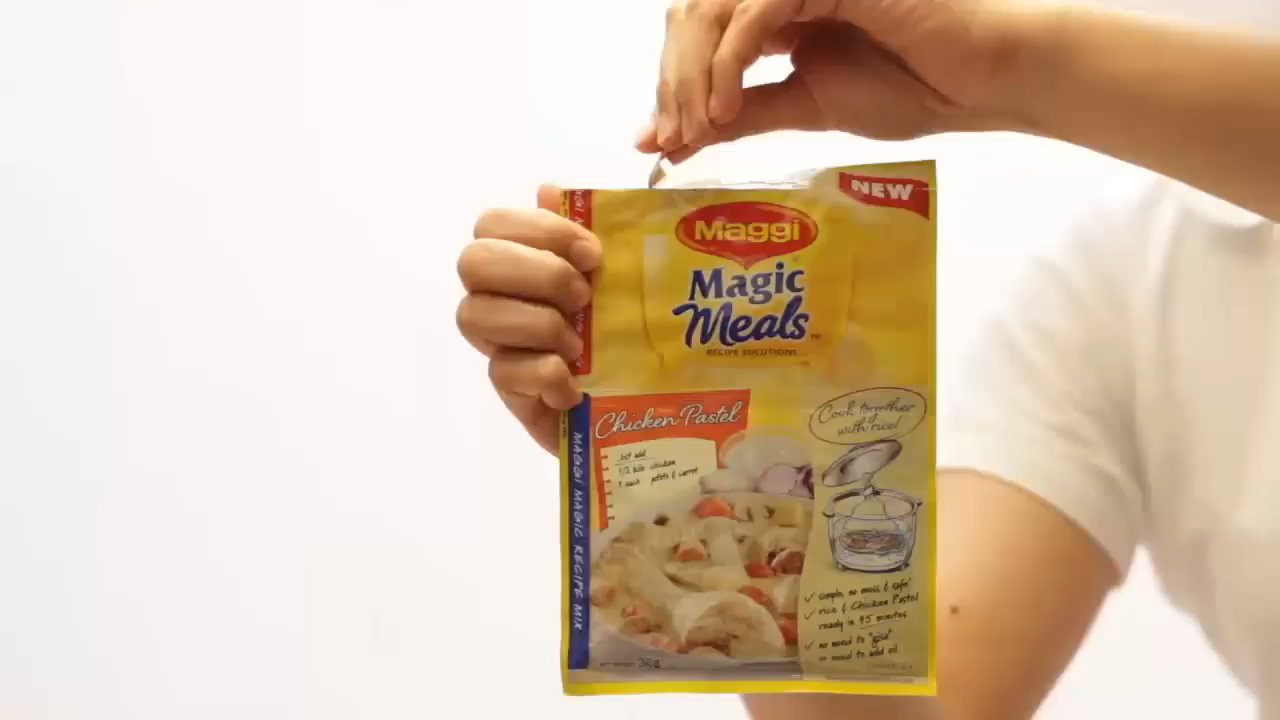 NEW
Maggi
Magic
Meals™
RECIPE SOLUTIONS
Chicken Pastel
Just add
1/2 kilo chicken
1 each potato & carrot
Cook together
with rice!
✓ simple, no mess & safe
✓ rice & Chicken Pastel
ready in 45 minutes
✓ no need to "gisa"
or need to add oil
MAGGI MAGIC RECIPE MIX